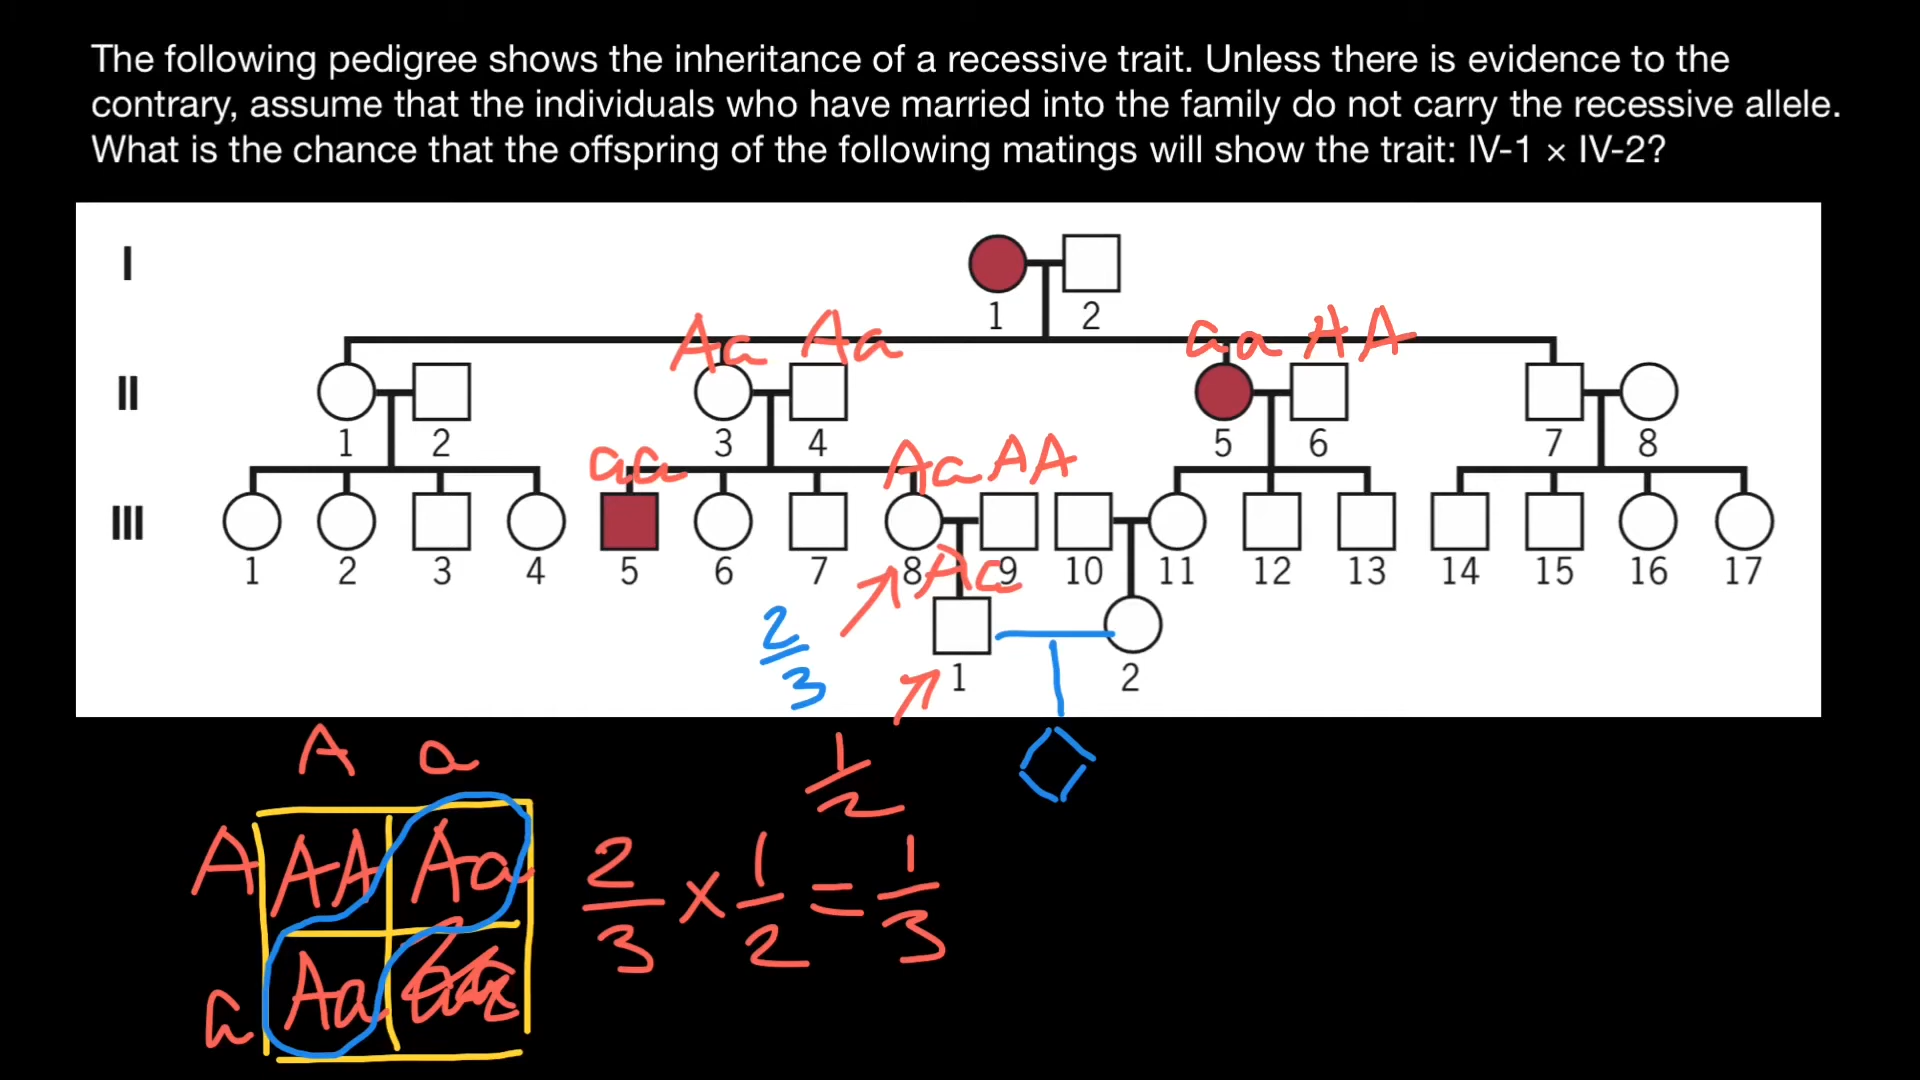 The following pedigree shows the inheritance of a recessive trait. Unless there is evidence to the
contrary, assume that the individuals who have married into the family do not carry the recessive allele.
What is the chance that the offspring of the following matings will show the trait: IV-1 × IV-2?
I
1 2
Aa Aa aa AA
II
1 2 3 4 5 6 7 8
aa Aa AA
III
1 2 3 4 5 6 7 8 9 10 11 12 13 14 15 16 17
Aa
2/3
1 2
1/2
A a
A AA Aa
a Aa aa
2/3 × 1/2 = 1/3